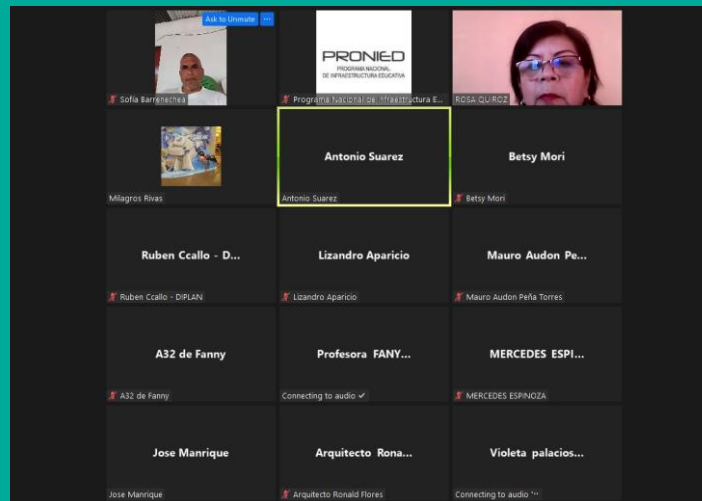 Ask to Unmute
Sofía Barrenechea
PRONIED
PROGRAMA NACIONAL
DE INFRAESTRUCTURA EDUCATIVA
Programa Nacional de Infraestructura E...
ROSA QUIROZ
Milagros Rivas
Antonio Suarez
Antonio Suarez
Betsy Mori
Betsy Mori
Ruben Ccallo - D...
Ruben Ccallo - DIPLAN
Lizandro Aparicio
Lizandro Aparicio
Mauro Audon Pe...
Mauro Audon Peña Torres
A32 de Fanny
A32 de Fanny
Profesora FANY...
Connecting to audio
MERCEDES ESPI...
MERCEDES ESPINOZA
Jose Manrique
Jose Manrique
Arquitecto Rona...
Arquitecto Ronald Flores
Violeta palacios...
Connecting to audio